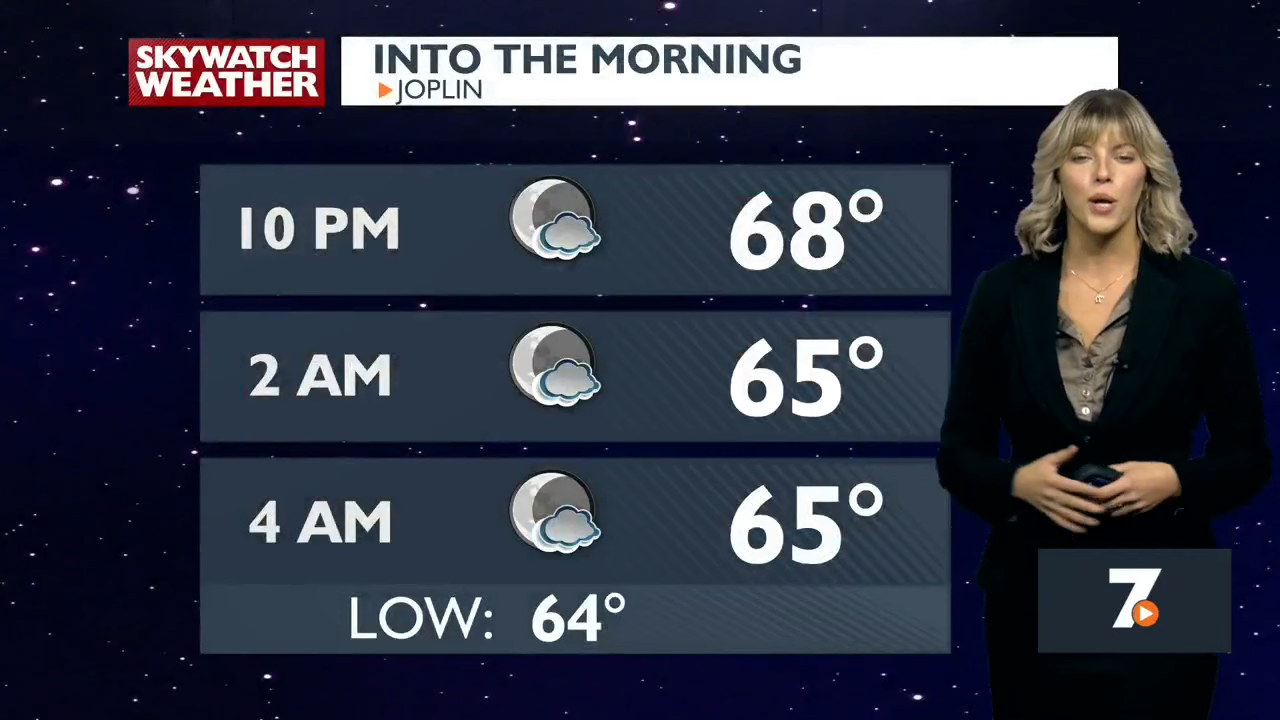 SKYWATCH
WEATHER
INTO THE MORNING
JOPLIN
10 PM 68°
2 AM 65°
4 AM 65°
LOW: 64°
7